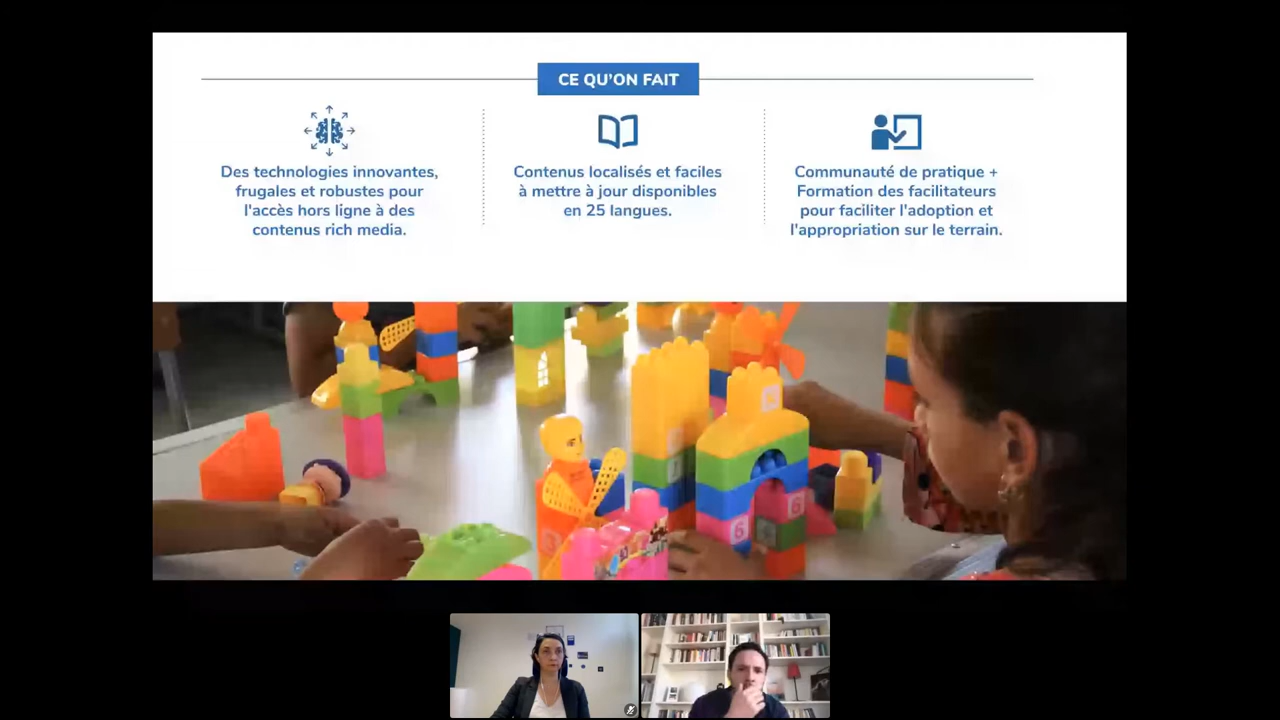 CE QU'ON FAIT
Des technologies innovantes,
frugales et robustes pour
l'accès hors ligne à des
contenus rich media.
Contenus localisés et faciles
à mettre à jour disponibles
en 25 langues.
Communauté de pratique +
Formation des facilitateurs
pour faciliter l'adoption et
l'appropriation sur le terrain.
6
6